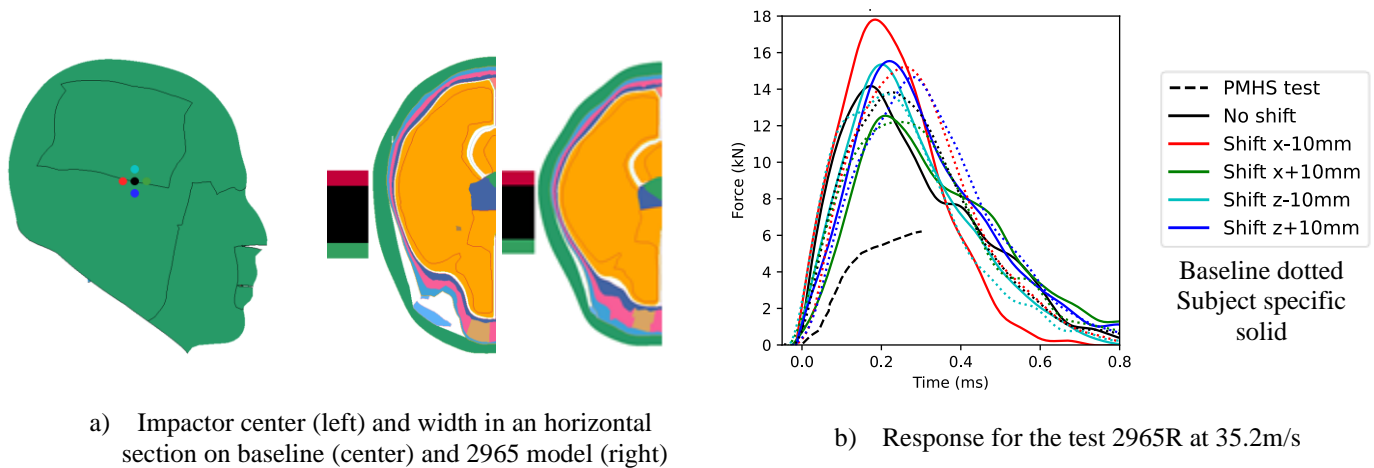 18
16
14
12
10
8
6
4
2
0
Force (kN)
0.0 0.2 0.4 0.6 0.8
Time (ms)
PMHS test
No shift
Shift x-10mm
Shift x+10mm
Shift z-10mm
Shift z+10mm
Baseline dotted
Subject specific
solid
a) Impactor center (left) and width in an horizontal
section on baseline (center) and 2965 model (right)
b) Response for the test 2965R at 35.2m/s